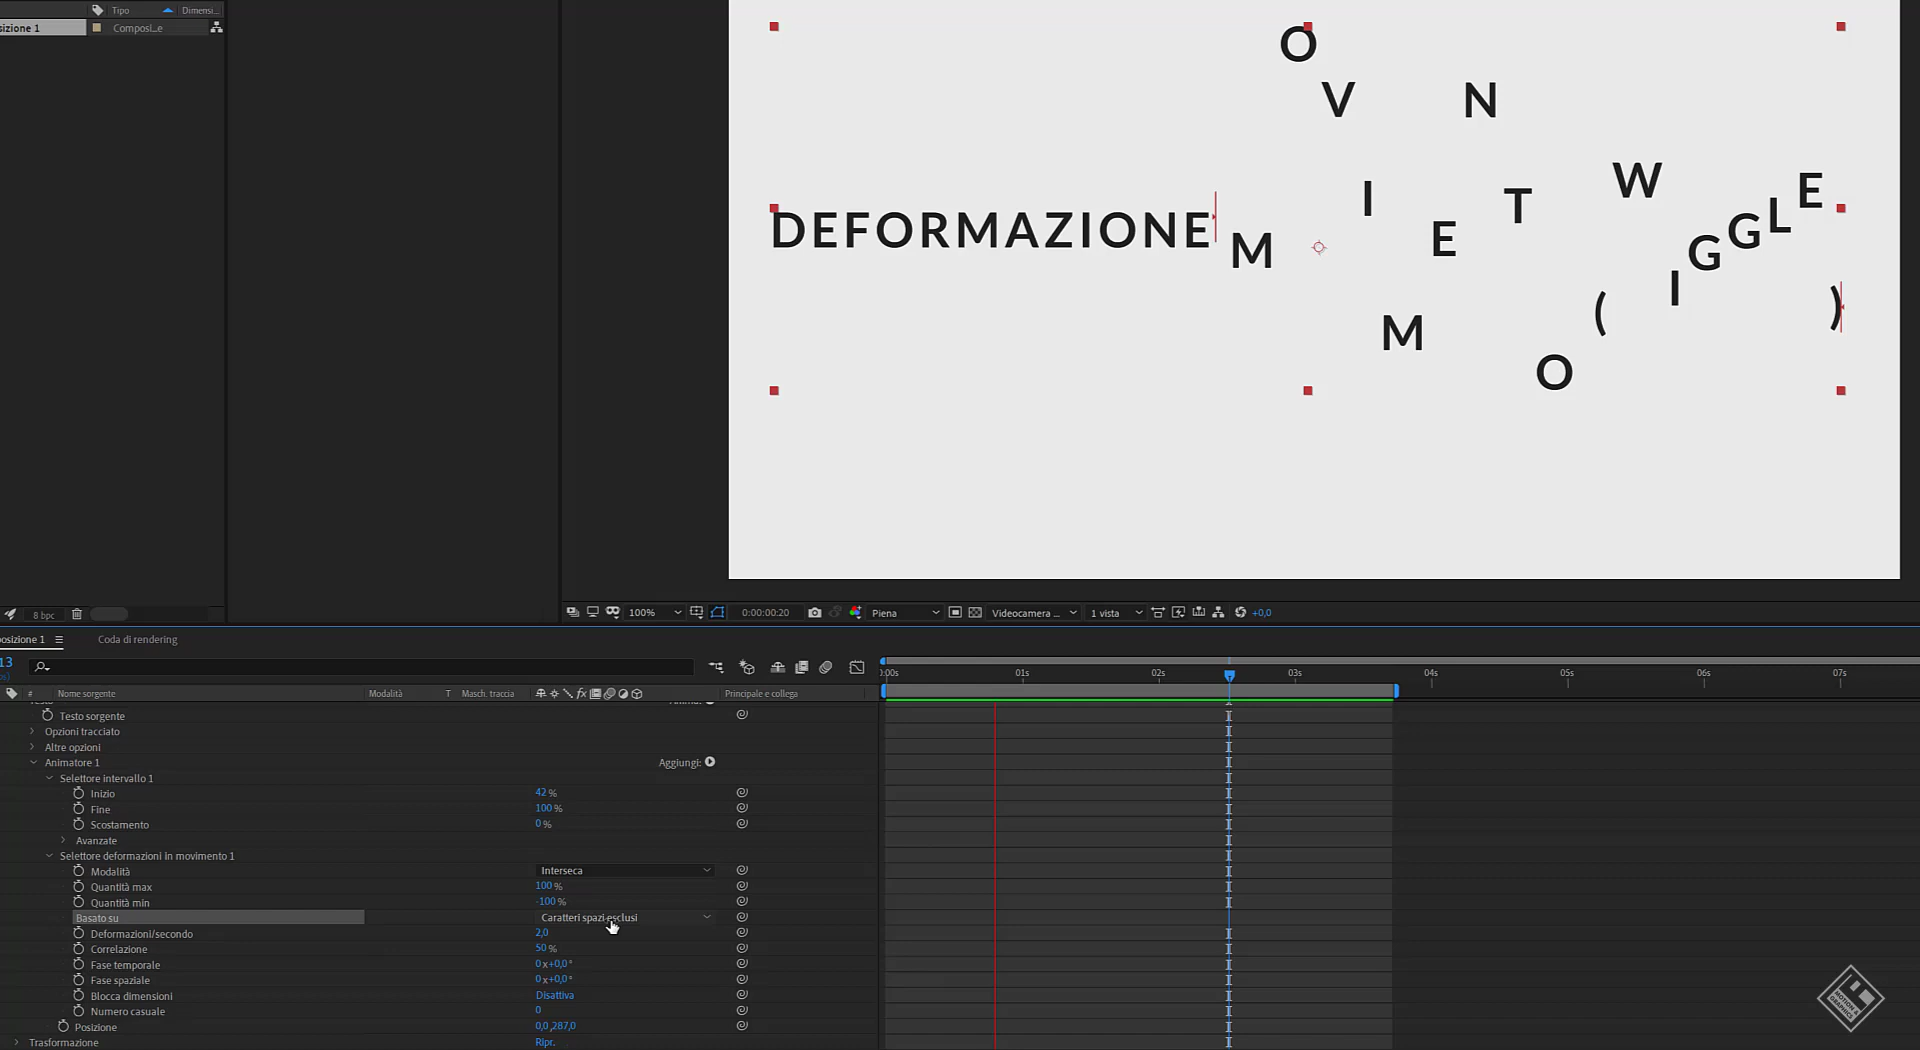 Tipo Dimensi...
sizione 1 Composi...e
O
V N
W
I T E
DEFORMAZIONE M E I G G L
M O ( )
8 bpc
100% 0:00:00:20 Piena Videocamera ... 1 vista +0,0
osizione 1 Coda di rendering
13
# Nome sorgente Modalità T Masch. traccia fx Principale e collega
:00s 01s 02s 03s 04s 05s 06s 07s
Testo sorgente
Opzioni tracciato
Altre opzioni
Animatore 1 Aggiungi:
Selettore intervallo 1
Inizio 42 %
Fine 100 %
Scostamento 0 %
Avanzate
Selettore deformazioni in movimento 1
Modalità Interseca
Quantità max 100 %
Quantità min -100 %
Basato su Caratteri spazi esclusi
Deformazioni/secondo 2,0
Correlazione 50 %
Fase temporale 0 x+0,0°
Fase spaziale 0 x+0,0°
Blocca dimensioni Disattiva
Numero casuale 0
Posizione 0,0,287,0
Trasformazione Ripr.